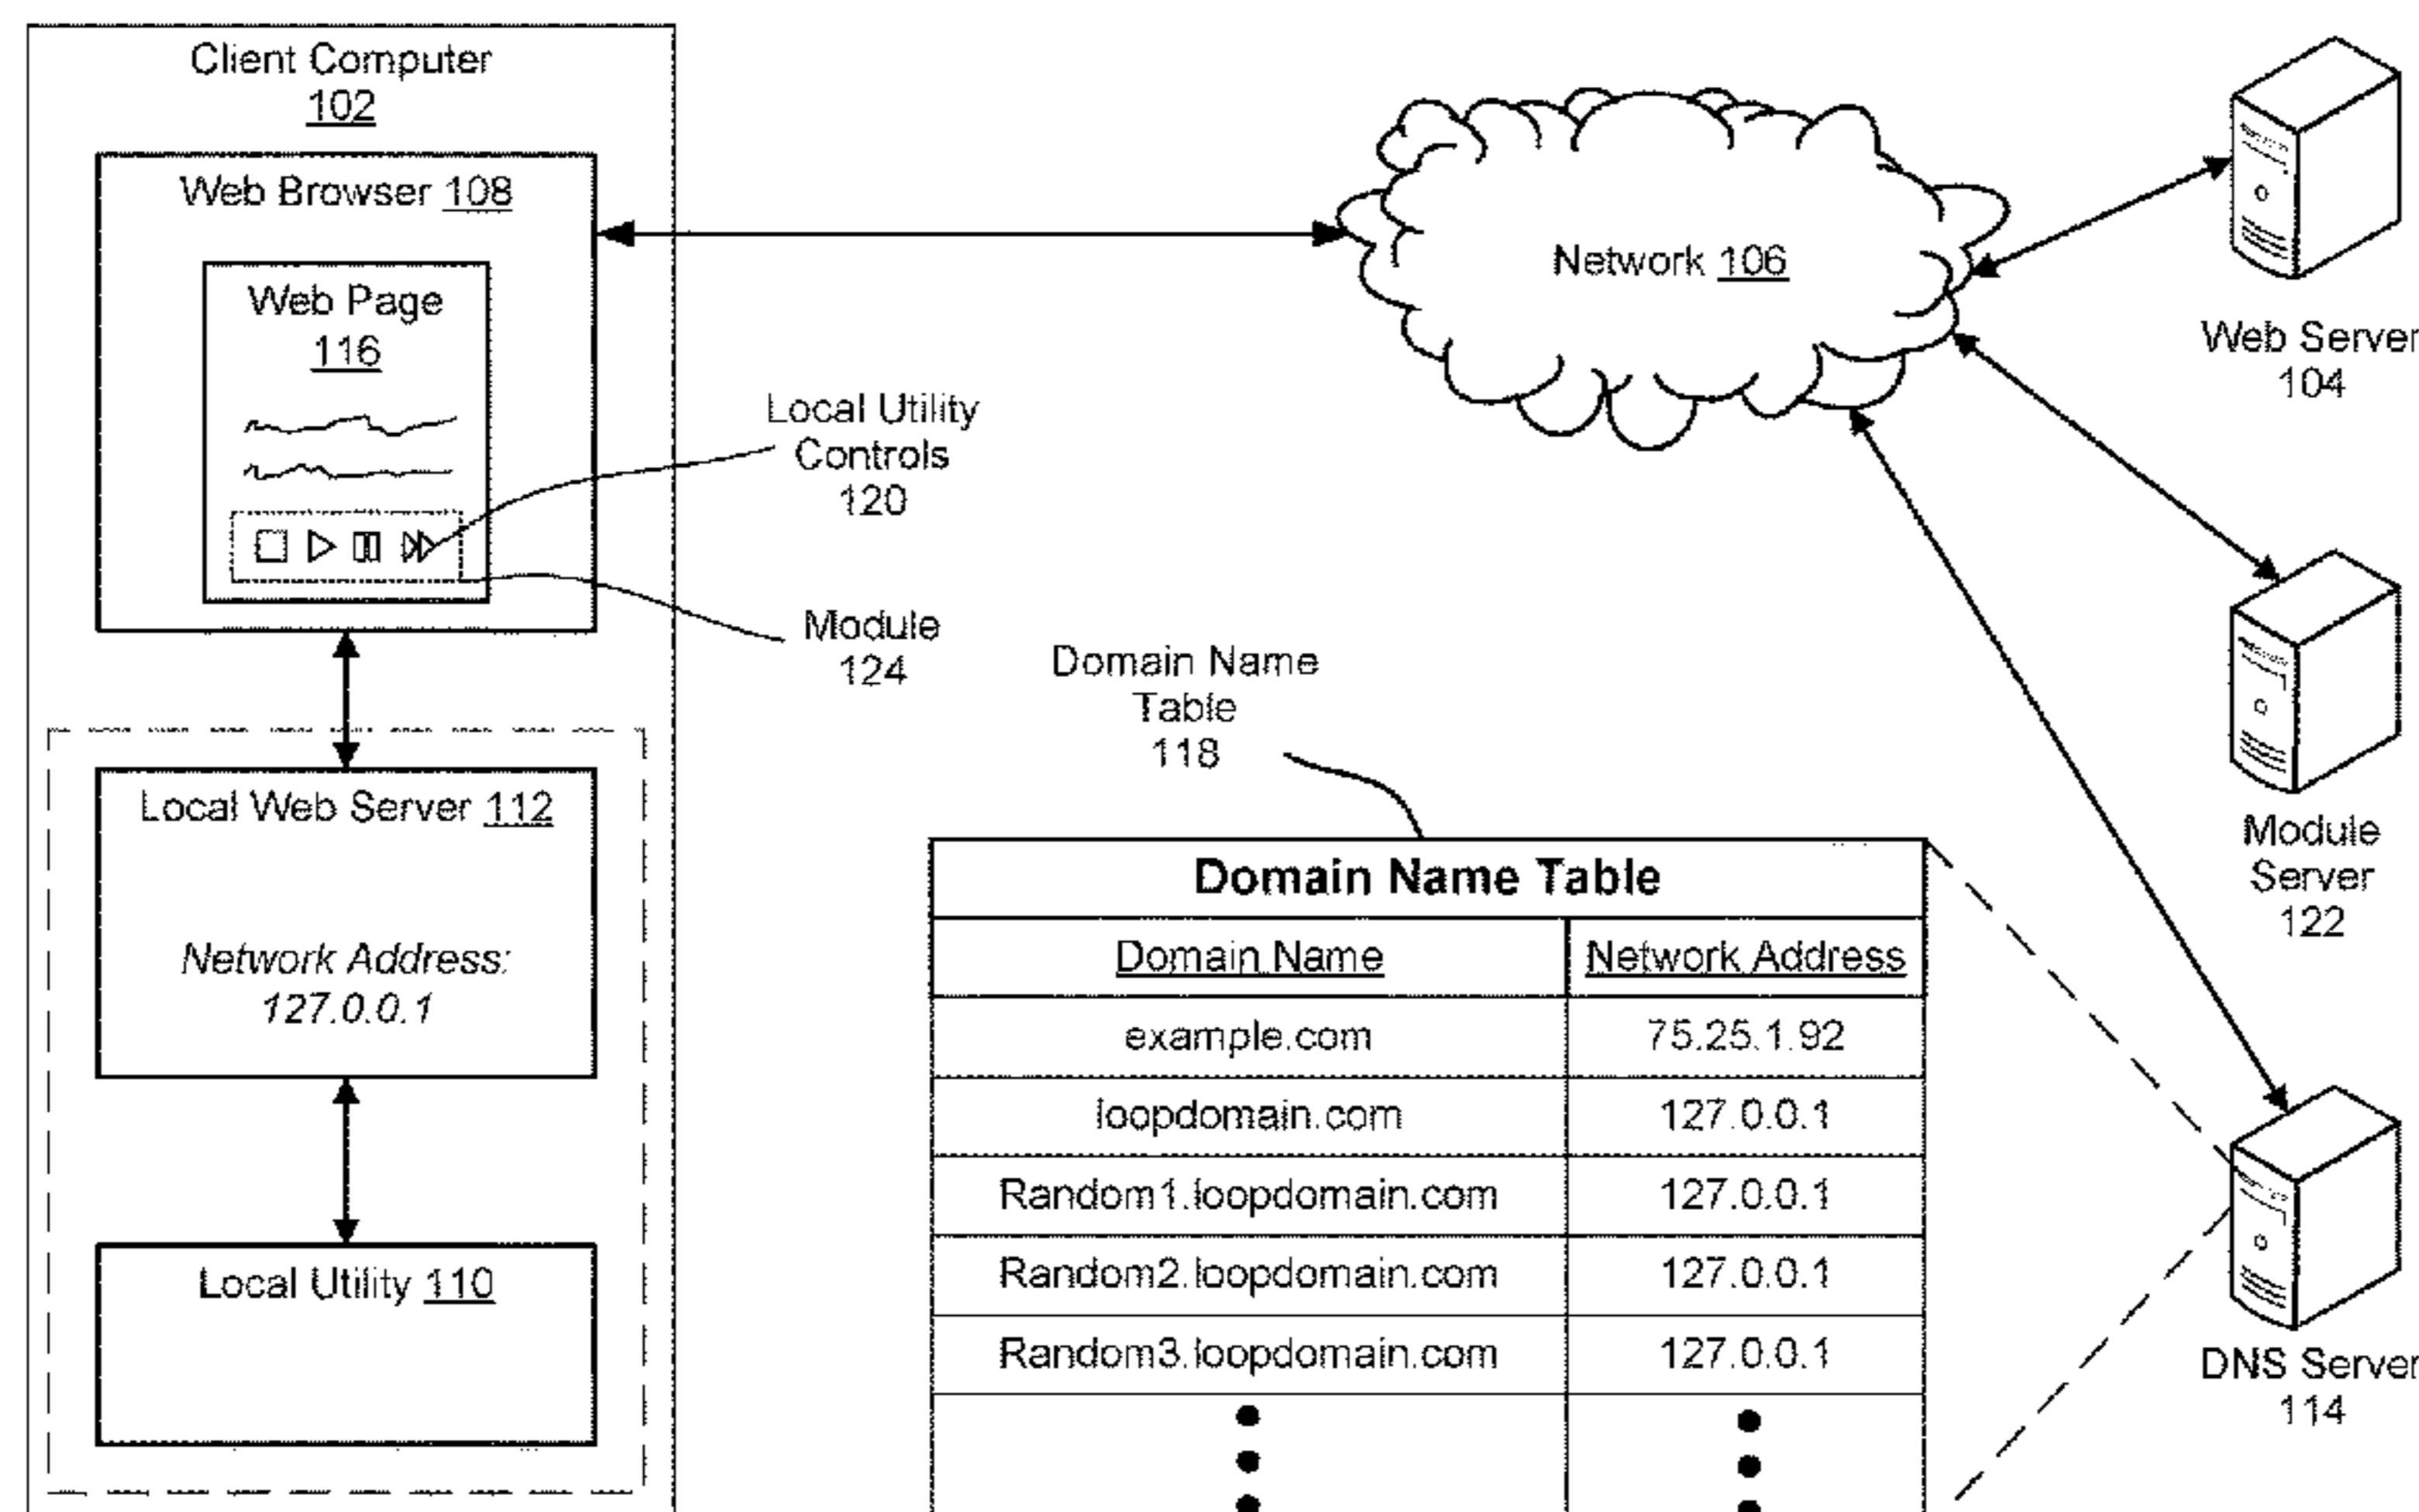 Client Computer
102
Web Browser 108
Web Page
116
Local Utility
Controls
120
Module
124
Local Web Server 112
Network Address:
127.0.0.1
Local Utility 110
Network 106
Web Server
104
Module
Server
122
DNS Server
114
Domain Name
Table
118
Domain Name Table
Domain Name Network Address
example.com 75.25.1.92
loopdomain.com 127.0.0.1
Random1.loopdomain.com 127.0.0.1
Random2.loopdomain.com 127.0.0.1
Random3.loopdomain.com 127.0.0.1